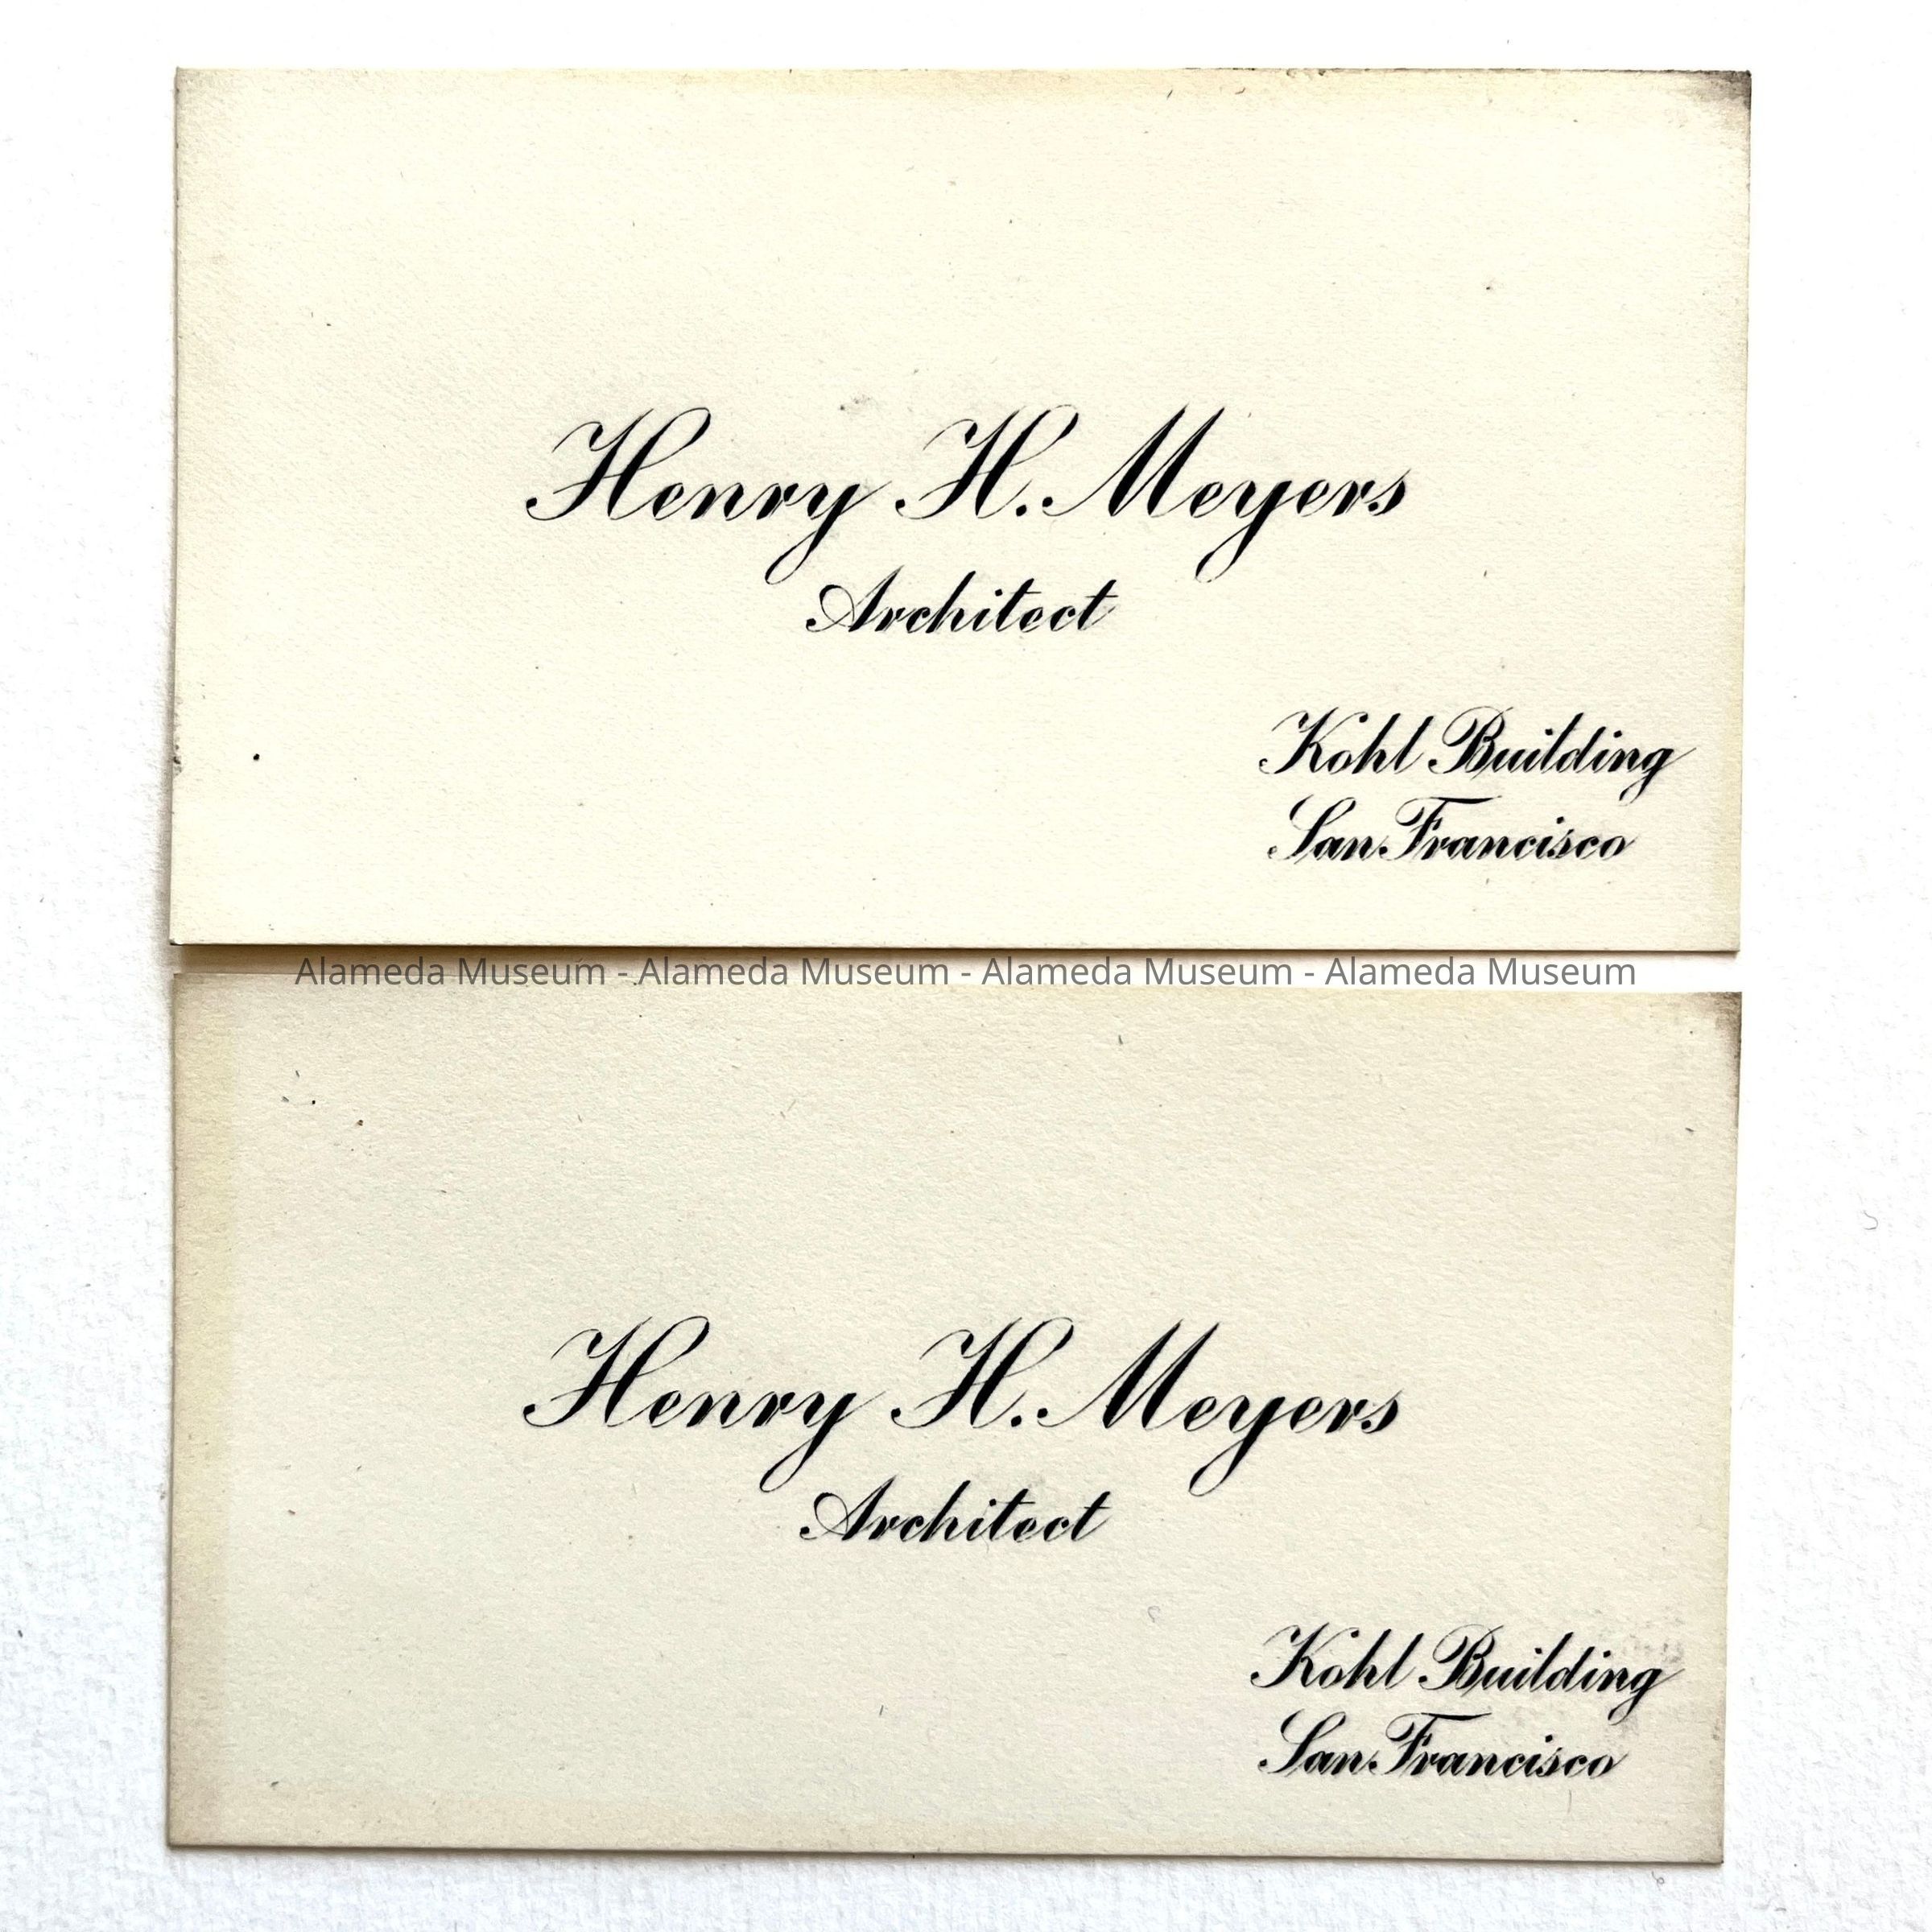 Henry H. Meyers
Architect
Kohl Building
San Francisco
Alameda Museum - Alameda Museum - Alameda Museum - Alameda Museum
Henry H. Meyers
Architect
Kohl Building
San Francisco